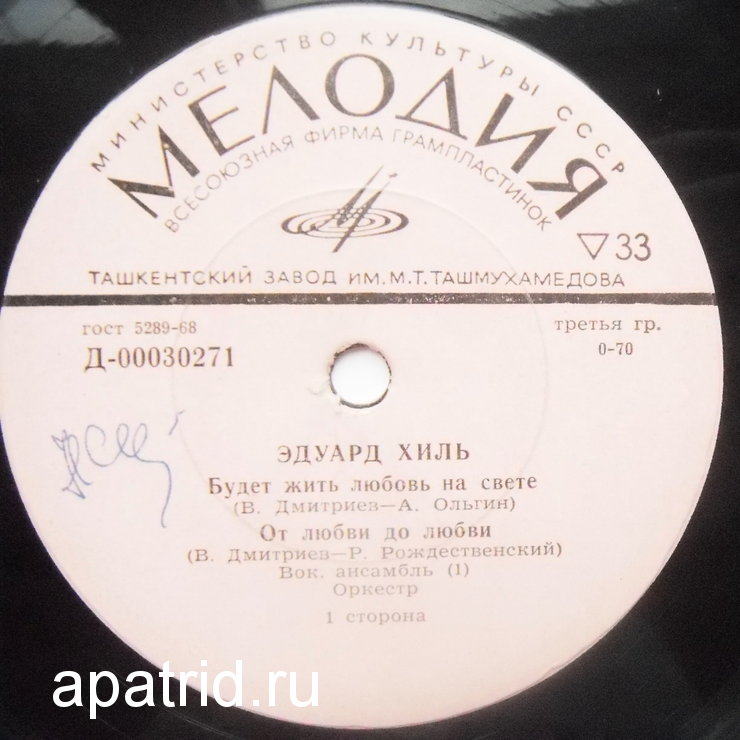 МИНИСТЕРСТВО КУЛЬТУРЫ СССР
МЕЛОДИЯ
ВСЕСОЮЗНАЯ ФИРМА ГРАМПЛАСТИНОК
33
ТАШКЕНТСКИЙ ЗАВОД ИМ.М.Т.ТАШМУХАМЕДОВА
гост 5289-68
третья гр.
Д-00030271
0-70
ЭДУАРД ХИЛЬ
Будет жить любовь на свете
(В. Дмитриев—А. Ольгин)
От любви до любви
(В. Дмитриев—Р. Рождественский)
Вок. ансамбль (1)
Оркестр
1 сторона
apatrid.ru